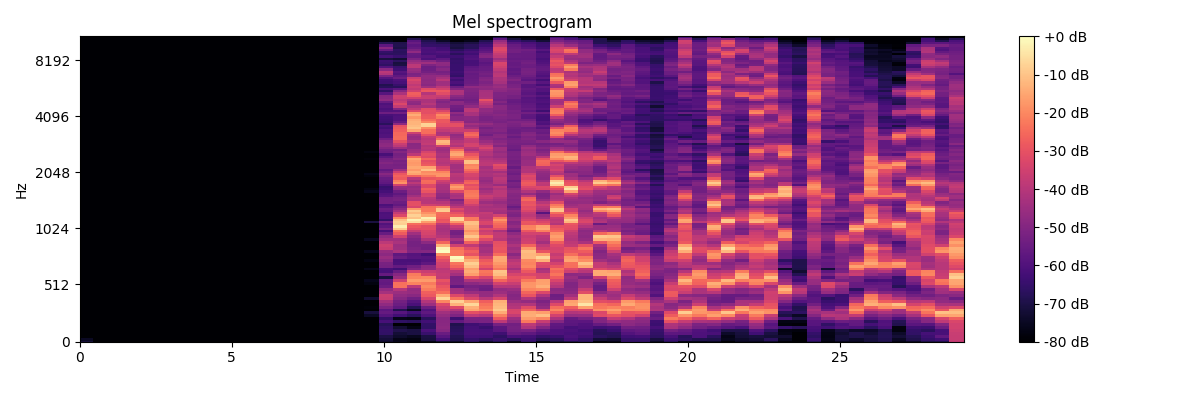 Mel spectrogram
+0 dB
8192
-10 dB
4096
-20 dB
-30 dB
2048
Hz
-40 dB
1024
-50 dB
-60 dB
512
-70 dB
0
-80 dB
0 5 10 15 20 25
Time